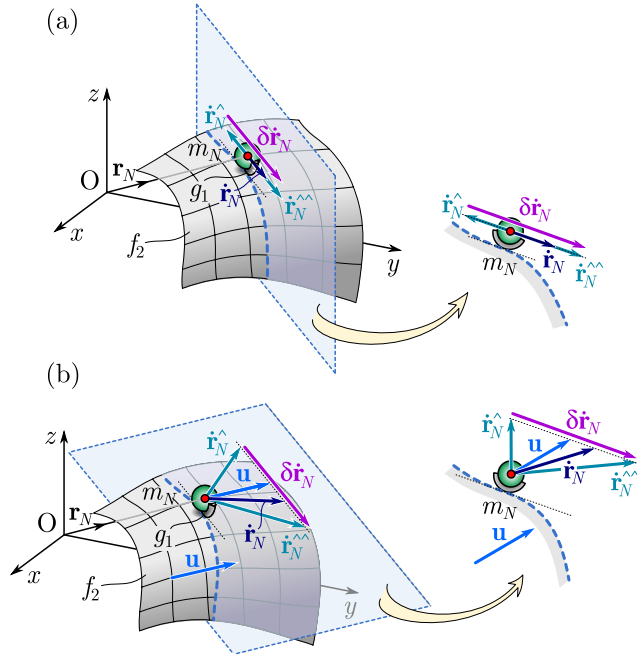 (a)
z
ṙ_N^^
δṙ_N
m_N
r_N
O
g_1
ṙ_N
ṙ_N^^^^
x
f_2
y
ṙ_N^^
δṙ_N
ṙ_N
ṙ_N^^^^
m_N
(b)
z
ṙ_N^^
u
δṙ_N
m_N
r_N
O
g_1
ṙ_N
ṙ_N^^^^
x
f_2
u
y
ṙ_N^^
δṙ_N
u
ṙ_N
ṙ_N^^^^
m_N
u